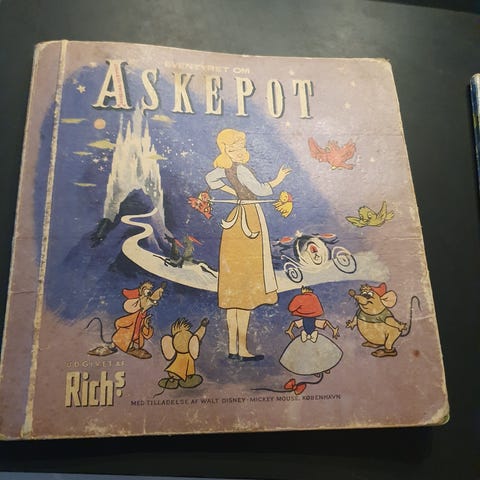 EVENTYRET OM
ASKEPOT
UDGIVET AF
Richs.
MED TILLADELSE AF WALT DISNEY - MICKEY MOUSE, KØBENHAVN